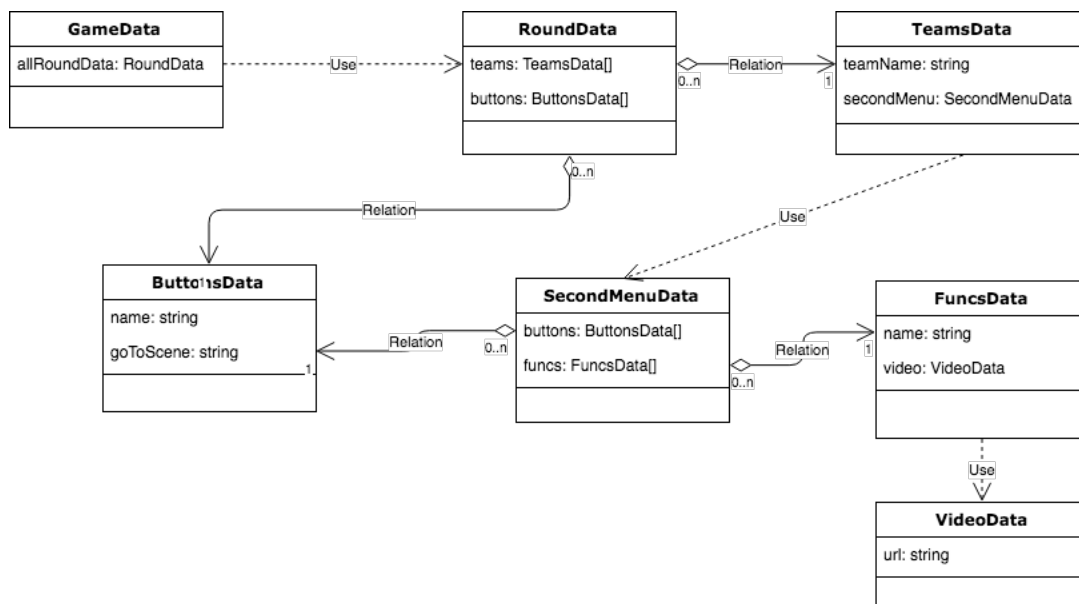 GameData
allRoundData: RoundData
Use
RoundData
teams: TeamsData[]
buttons: ButtonsData[]
0..n
Relation
1
TeamsData
teamName: string
secondMenu: SecondMenuData
0..n
Relation
Use
ButtonsData
1
name: string
goToScene: string
1
Relation
0..n
SecondMenuData
buttons: ButtonsData[]
funcs: FuncsData[]
0..n
Relation
1
FuncsData
name: string
video: VideoData
Use
VideoData
url: string